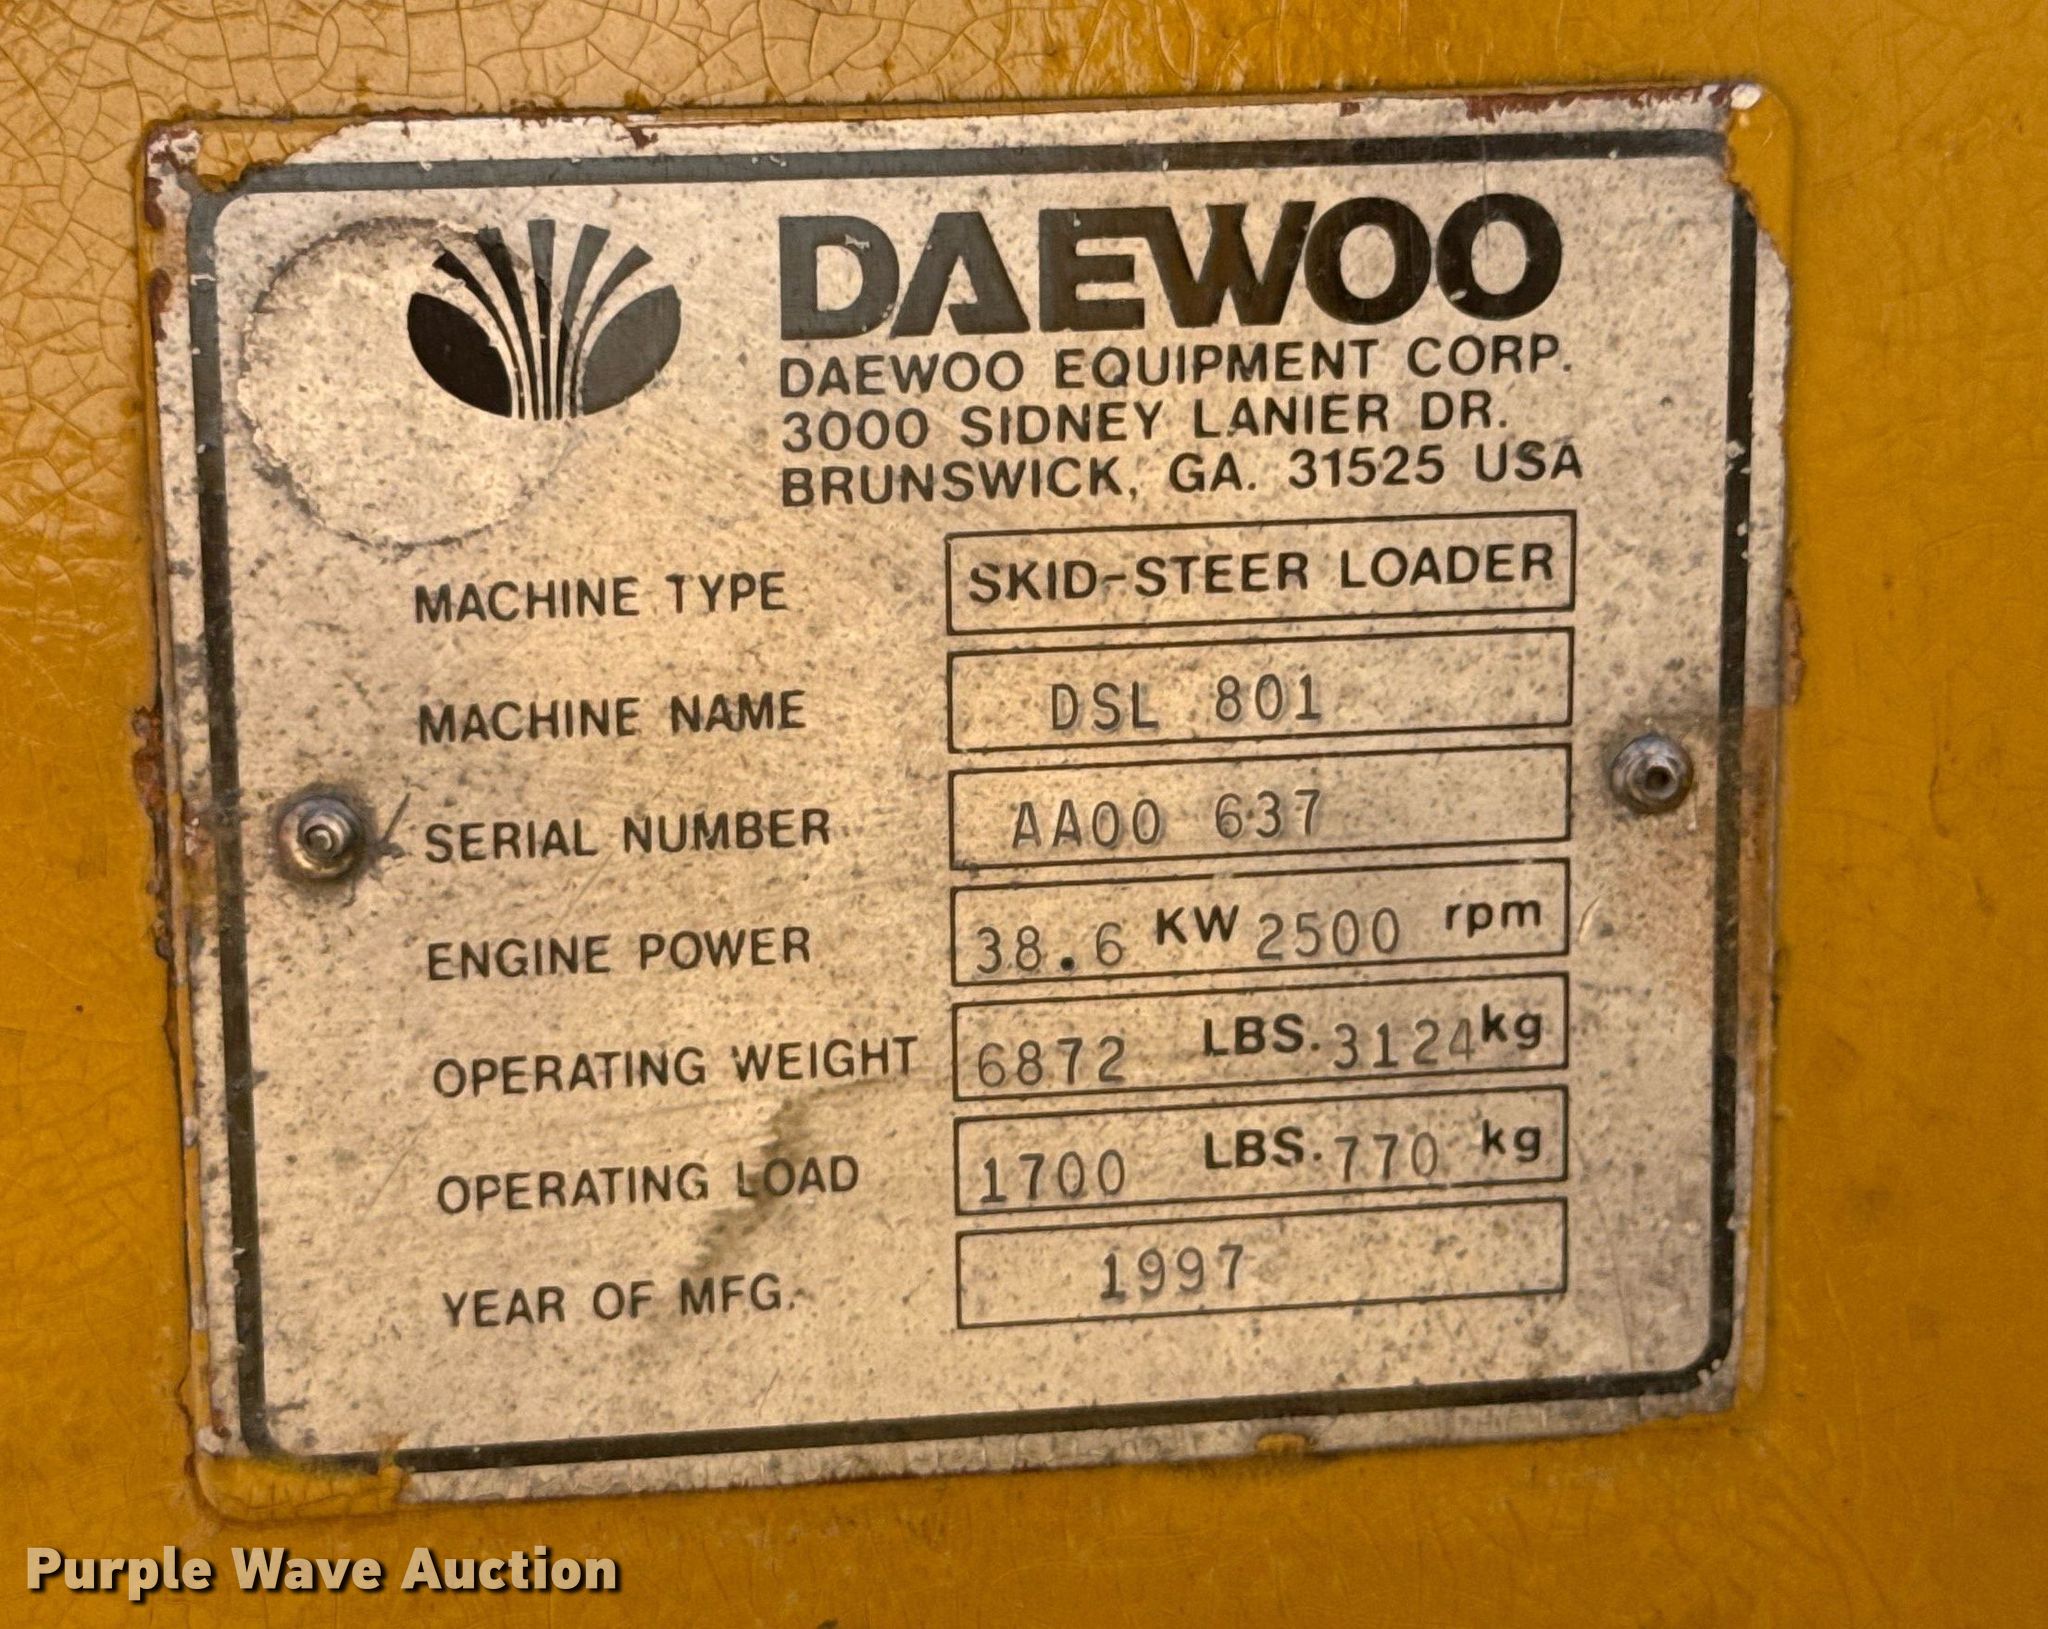 DAEWOO
DAEWOO EQUIPMENT CORP.
3000 SIDNEY LANIER DR.
BRUNSWICK, GA. 31525 USA
MACHINE TYPE SKID-STEER LOADER
MACHINE NAME DSL 801
SERIAL NUMBER AA00 637
ENGINE POWER 38.6 KW 2500 rpm
OPERATING WEIGHT 6872 LBS. 3124 kg
OPERATING LOAD 1700 LBS. 770 kg
YEAR OF MFG. 1997
Purple Wave Auction